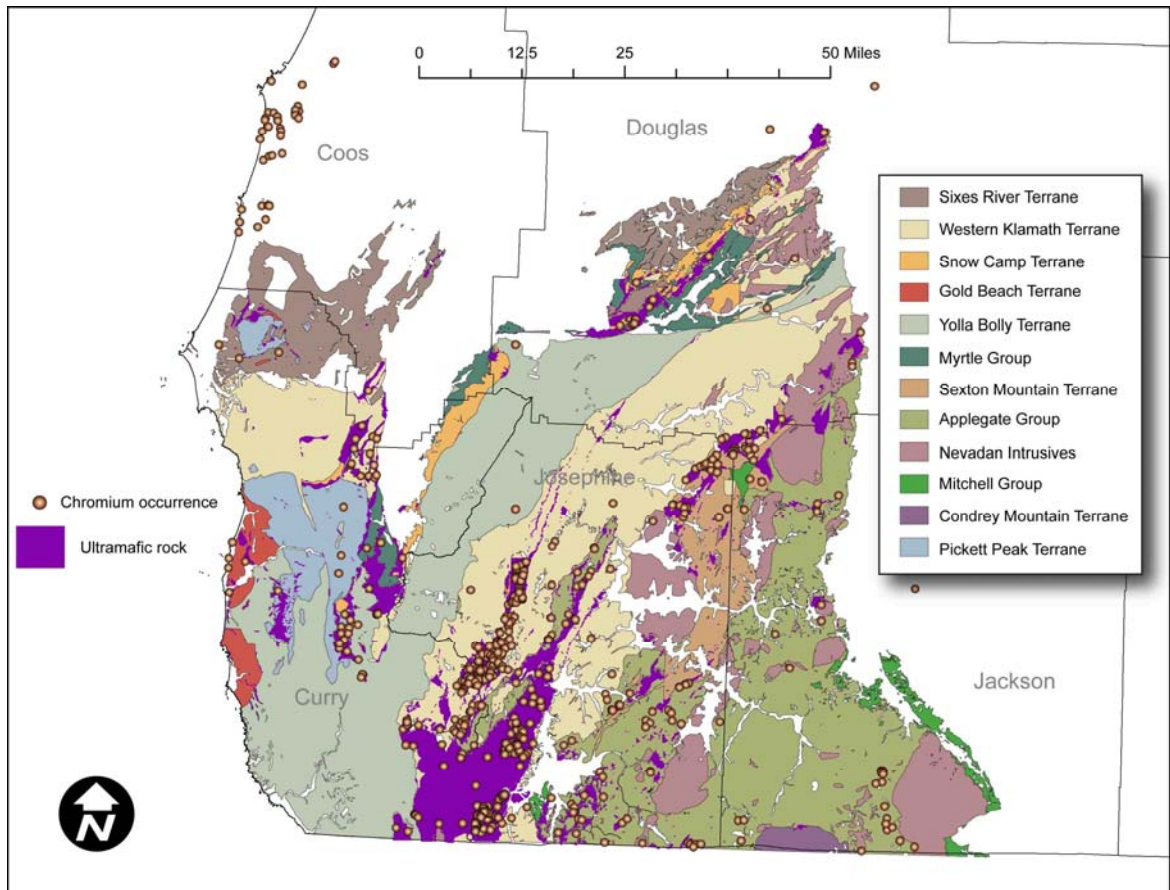 0 12.5 25 50 Miles
Douglas
Coos
Sixes River Terrane
Western Klamath Terrane
Snow Camp Terrane
Gold Beach Terrane
Yolla Bolly Terrane
Myrtle Group
Sexton Mountain Terrane
Applegate Group
Nevadan Intrusives
Mitchell Group
Condrey Mountain Terrane
Pickett Peak Terrane
Josephine
Chromium occurrence
Ultramafic rock
Curry
Jackson
N